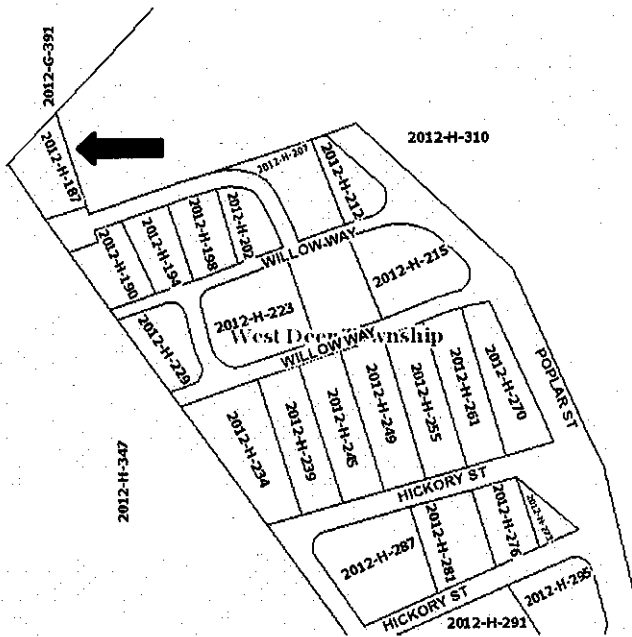 2012-G-391
2012-H-187
2012-H-310
2012-H-207
2012-H-212
2012-H-202
2012-H-198
2012-H-194
2012-H-190
WILLOW WAY
2012-H-215
2012-H-223
West Deer Township
WILLOW WAY
2012-H-229
POPLAR ST
2012-H-270
2012-H-261
2012-H-255
2012-H-249
2012-H-245
2012-H-239
2012-H-234
2012-H-347
HICKORY ST
2012-H-276
2012-H-281
2012-H-287
2012-H-295
HICKORY ST
2012-H-291